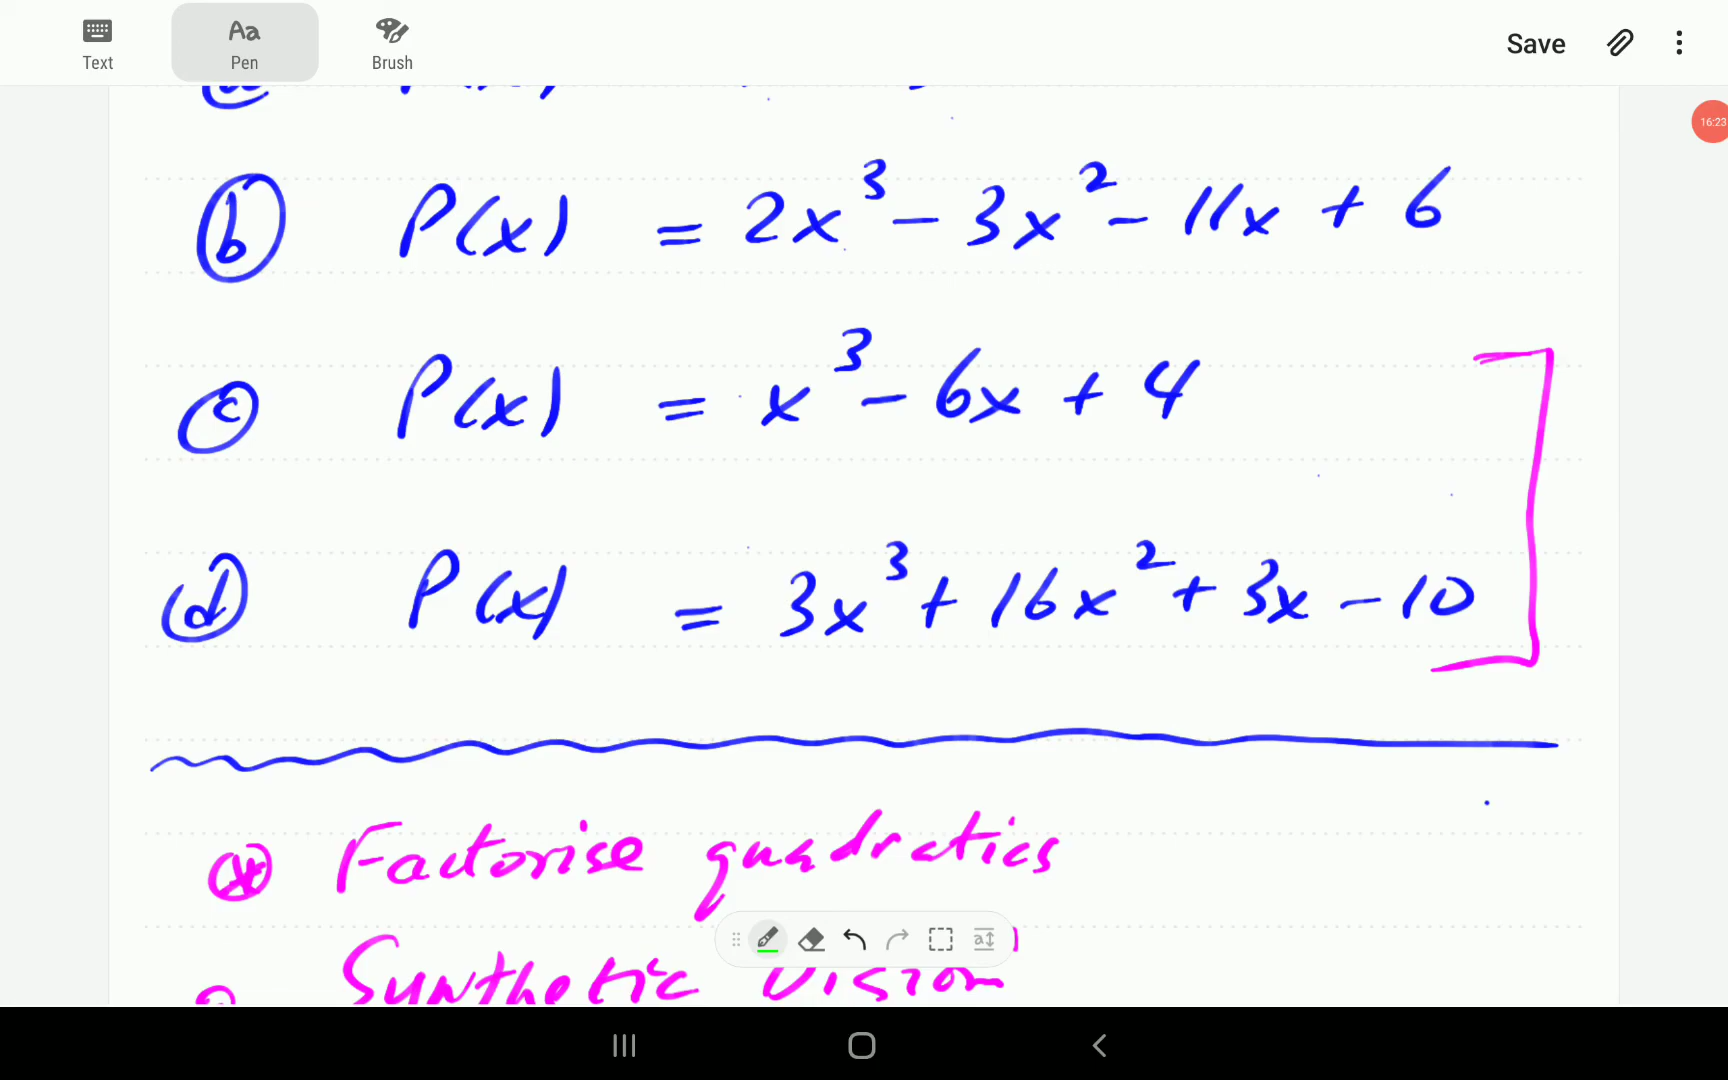 Text Pen Brush Save
16:23
b P(x) = 2x³ - 3x² - 11x + 6
c P(x) = x³ - 6x + 4
d P(x) = 3x³ + 16x² + 3x - 10
Factorise quadratics
Synthetic